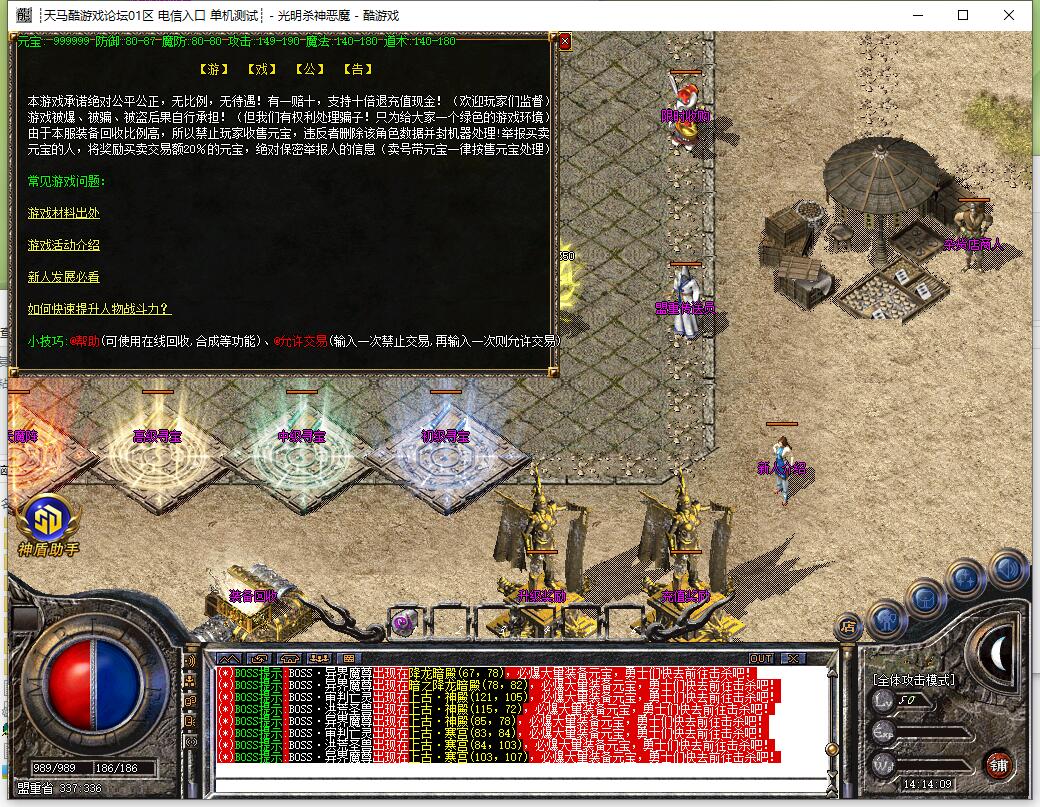 [天马酷游戏论坛01区 电信入口 单机测试] - 光明杀神恶魔 - 酷游戏
元宝:-999999-防御:80-87-魔防:80-80-攻击:149-190-魔法:140-180-道术:140-180
【游】 【戏】 【公】 【告】
本游戏承诺绝对公平公正，无比例，无待遇！有一赔十，支持十倍退充值现金！（欢迎玩家们监督）
游戏被爆、被骗、被盗后果自行承担！（但我们有权利处理骗子！只为给大家一个绿色的游戏环境）
由于本服装备回收比例高，所以禁止玩家收售元宝，违反者删除该角色数据并封机器处理!举报买卖
元宝的人，将奖励买卖交易额20%的元宝，绝对保密举报人的信息（卖号带元宝一律按售元宝处理）
常见游戏问题:
游戏材料出处
游戏活动介绍
新人发展必看
如何快速提升人物战斗力？
小技巧:@帮助(可使用在线回收,合成等功能)、@允许交易(输入一次禁止交易,再输入一次则允许交易)
限时收购
杂货店商人
盟重传送员
高级寻宝
中级寻宝
初级寻宝
新人介绍
神盾助手
装备回收
升级奖励
充值奖励
店
OUT
(*)BOSS提示:BOSS·异界魔尊出现在降龙暗殿(67, 78)，必爆大量装备元宝，勇士们快去前往击杀吧!
(*)BOSS提示:BOSS·异界魔尊出现在暗之降龙暗殿(78, 82)，必爆大量装备元宝，勇士们快去前往击杀吧!
(*)BOSS提示:BOSS·审判亡灵出现在上古·神殿(121, 105)，必爆大量装备元宝，勇士们快去前往击杀吧!
(*)BOSS提示:BOSS·洪荒圣兽出现在上古·神殿(115, 72)，必爆大量装备元宝，勇士们快去前往击杀吧!
(*)BOSS提示:BOSS·异界魔尊出现在上古·神殿(85, 78)，必爆大量装备元宝，勇士们快去前往击杀吧!
(*)BOSS提示:BOSS·审判亡灵出现在上古·寒宫(83, 84)，必爆大量装备元宝，勇士们快去前往击杀吧!
(*)BOSS提示:BOSS·洪荒圣兽出现在上古·寒宫(84, 103)，必爆大量装备元宝，勇士们快去前往击杀吧!
(*)BOSS提示:BOSS·异界魔尊出现在上古·寒宫(103, 107)，必爆大量装备元宝，勇士们快去前往击杀吧!
[全体攻击模式]
Lv 50
Exp
W
铺
989/989 186/186
盟重省 337:336
14:14:09